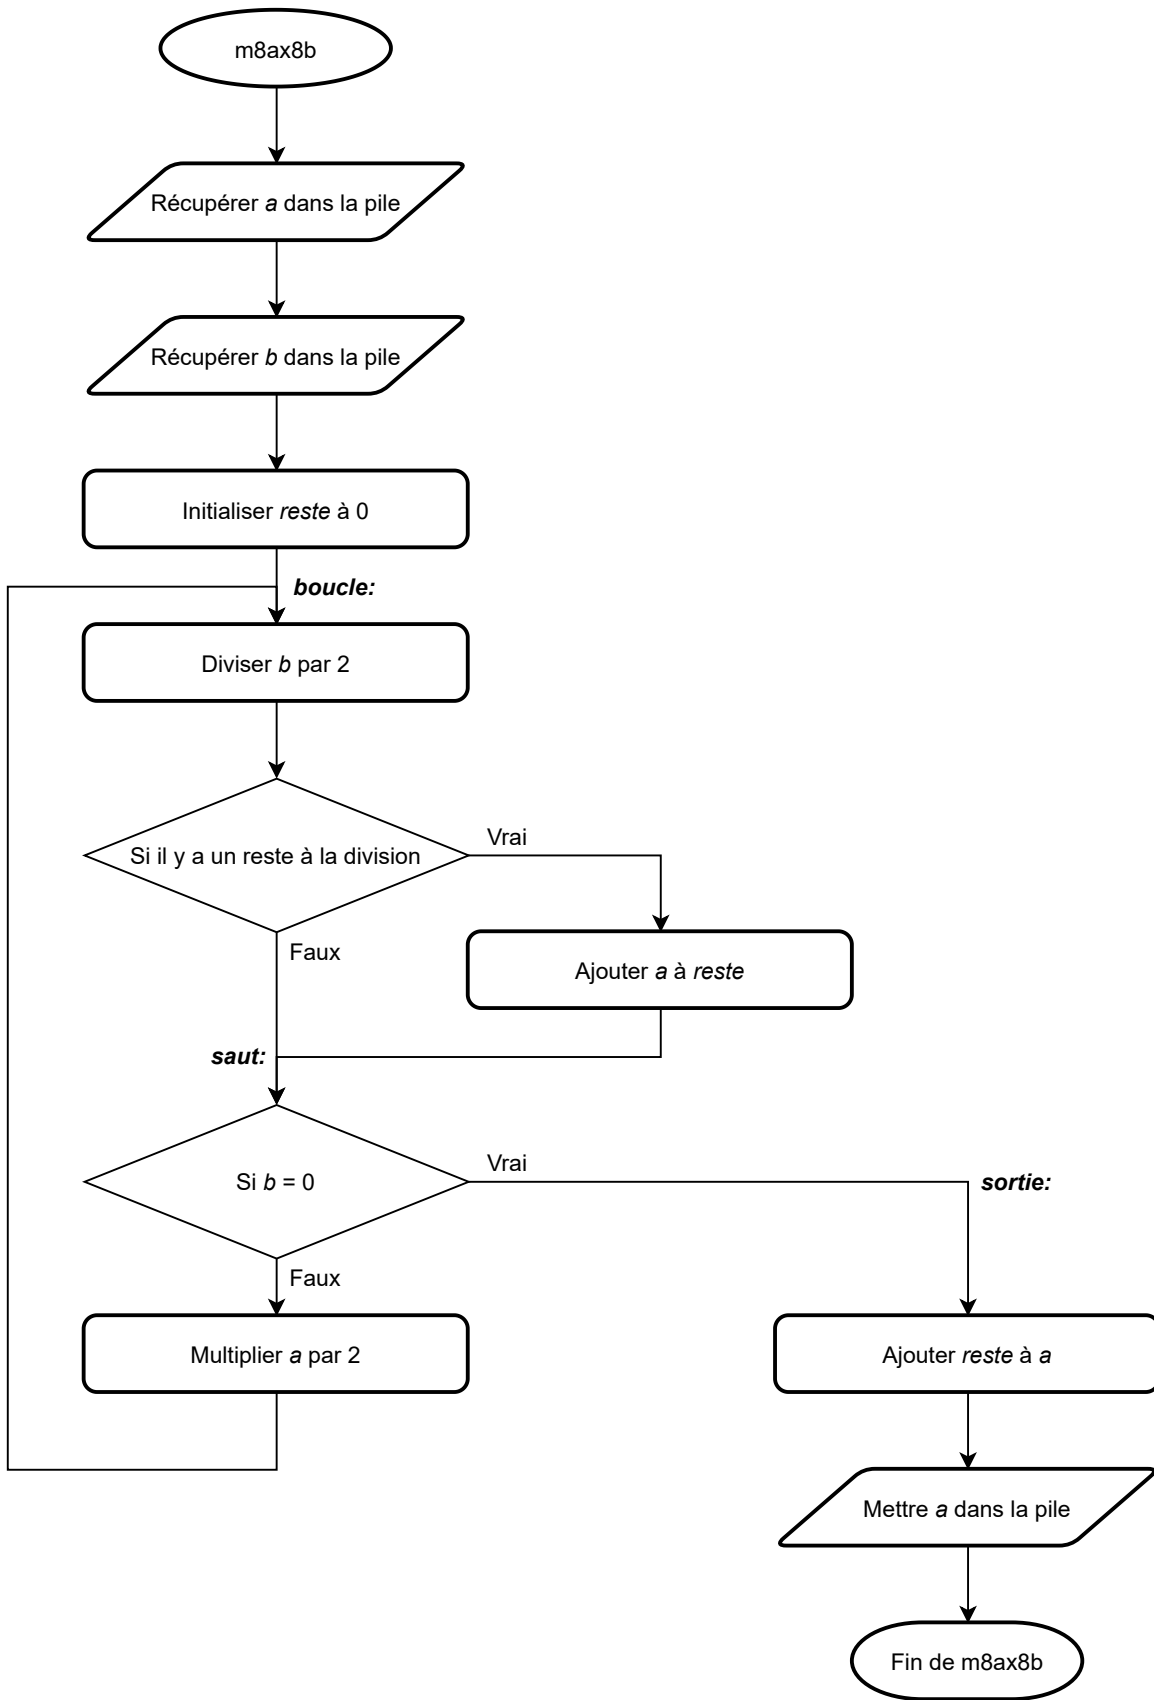 m8ax8b
Récupérer a dans la pile
Récupérer b dans la pile
Initialiser reste à 0
boucle:
Diviser b par 2
Si il y a un reste à la division
Vrai
Faux
Ajouter a à reste
saut:
Si b = 0
Vrai
sortie:
Faux
Multiplier a par 2
Ajouter reste à a
Mettre a dans la pile
Fin de m8ax8b